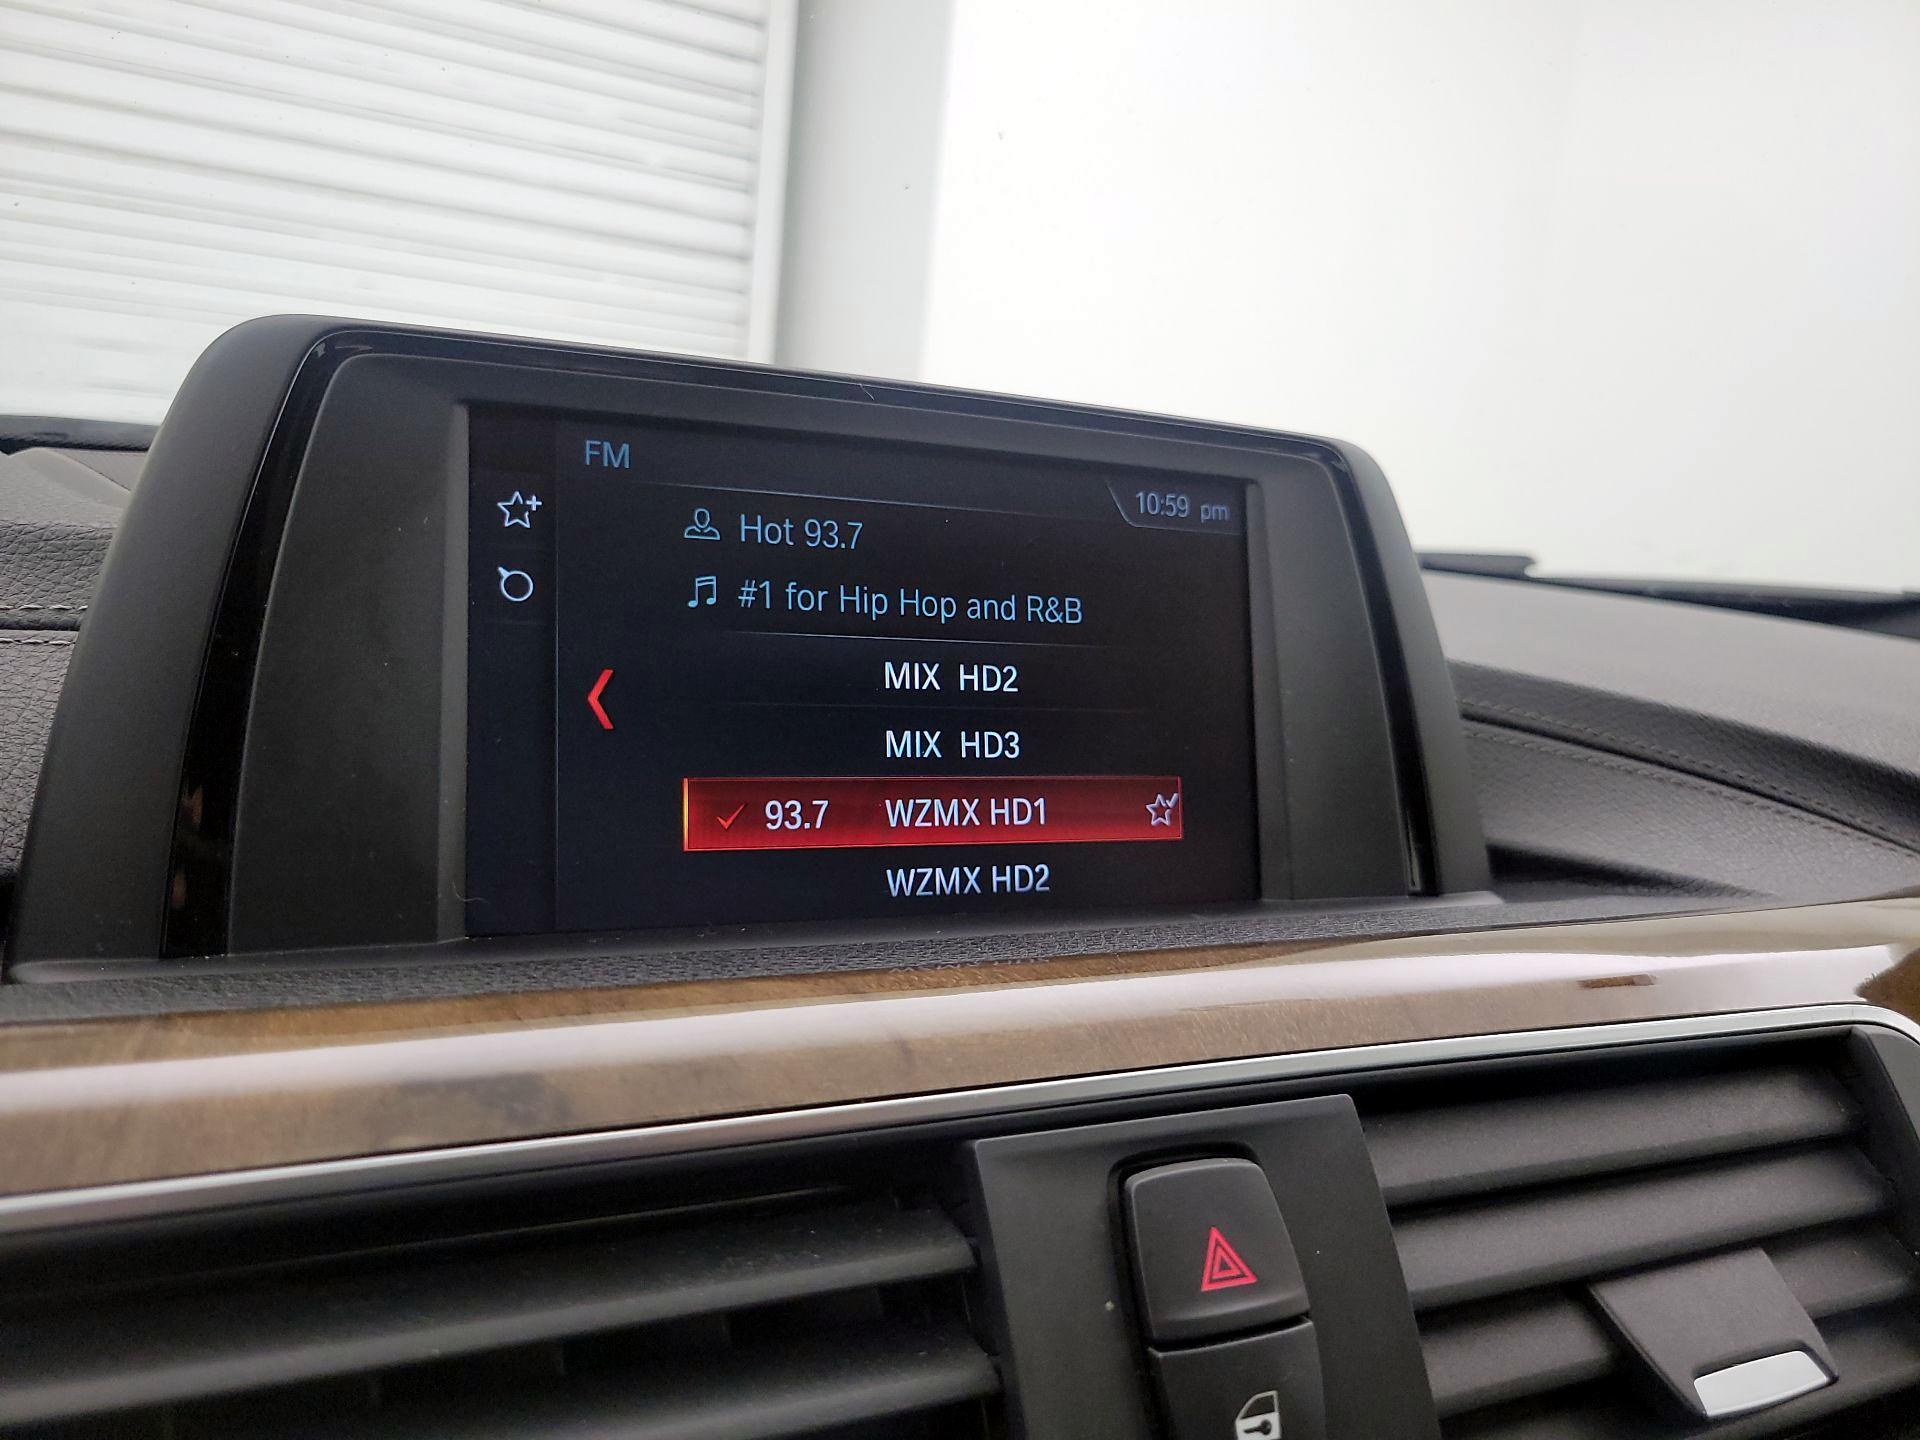 FM
10:59 pm
Hot 93.7
#1 for Hip Hop and R&B
MIX HD2
MIX HD3
93.7 WZMX HD1
WZMX HD2